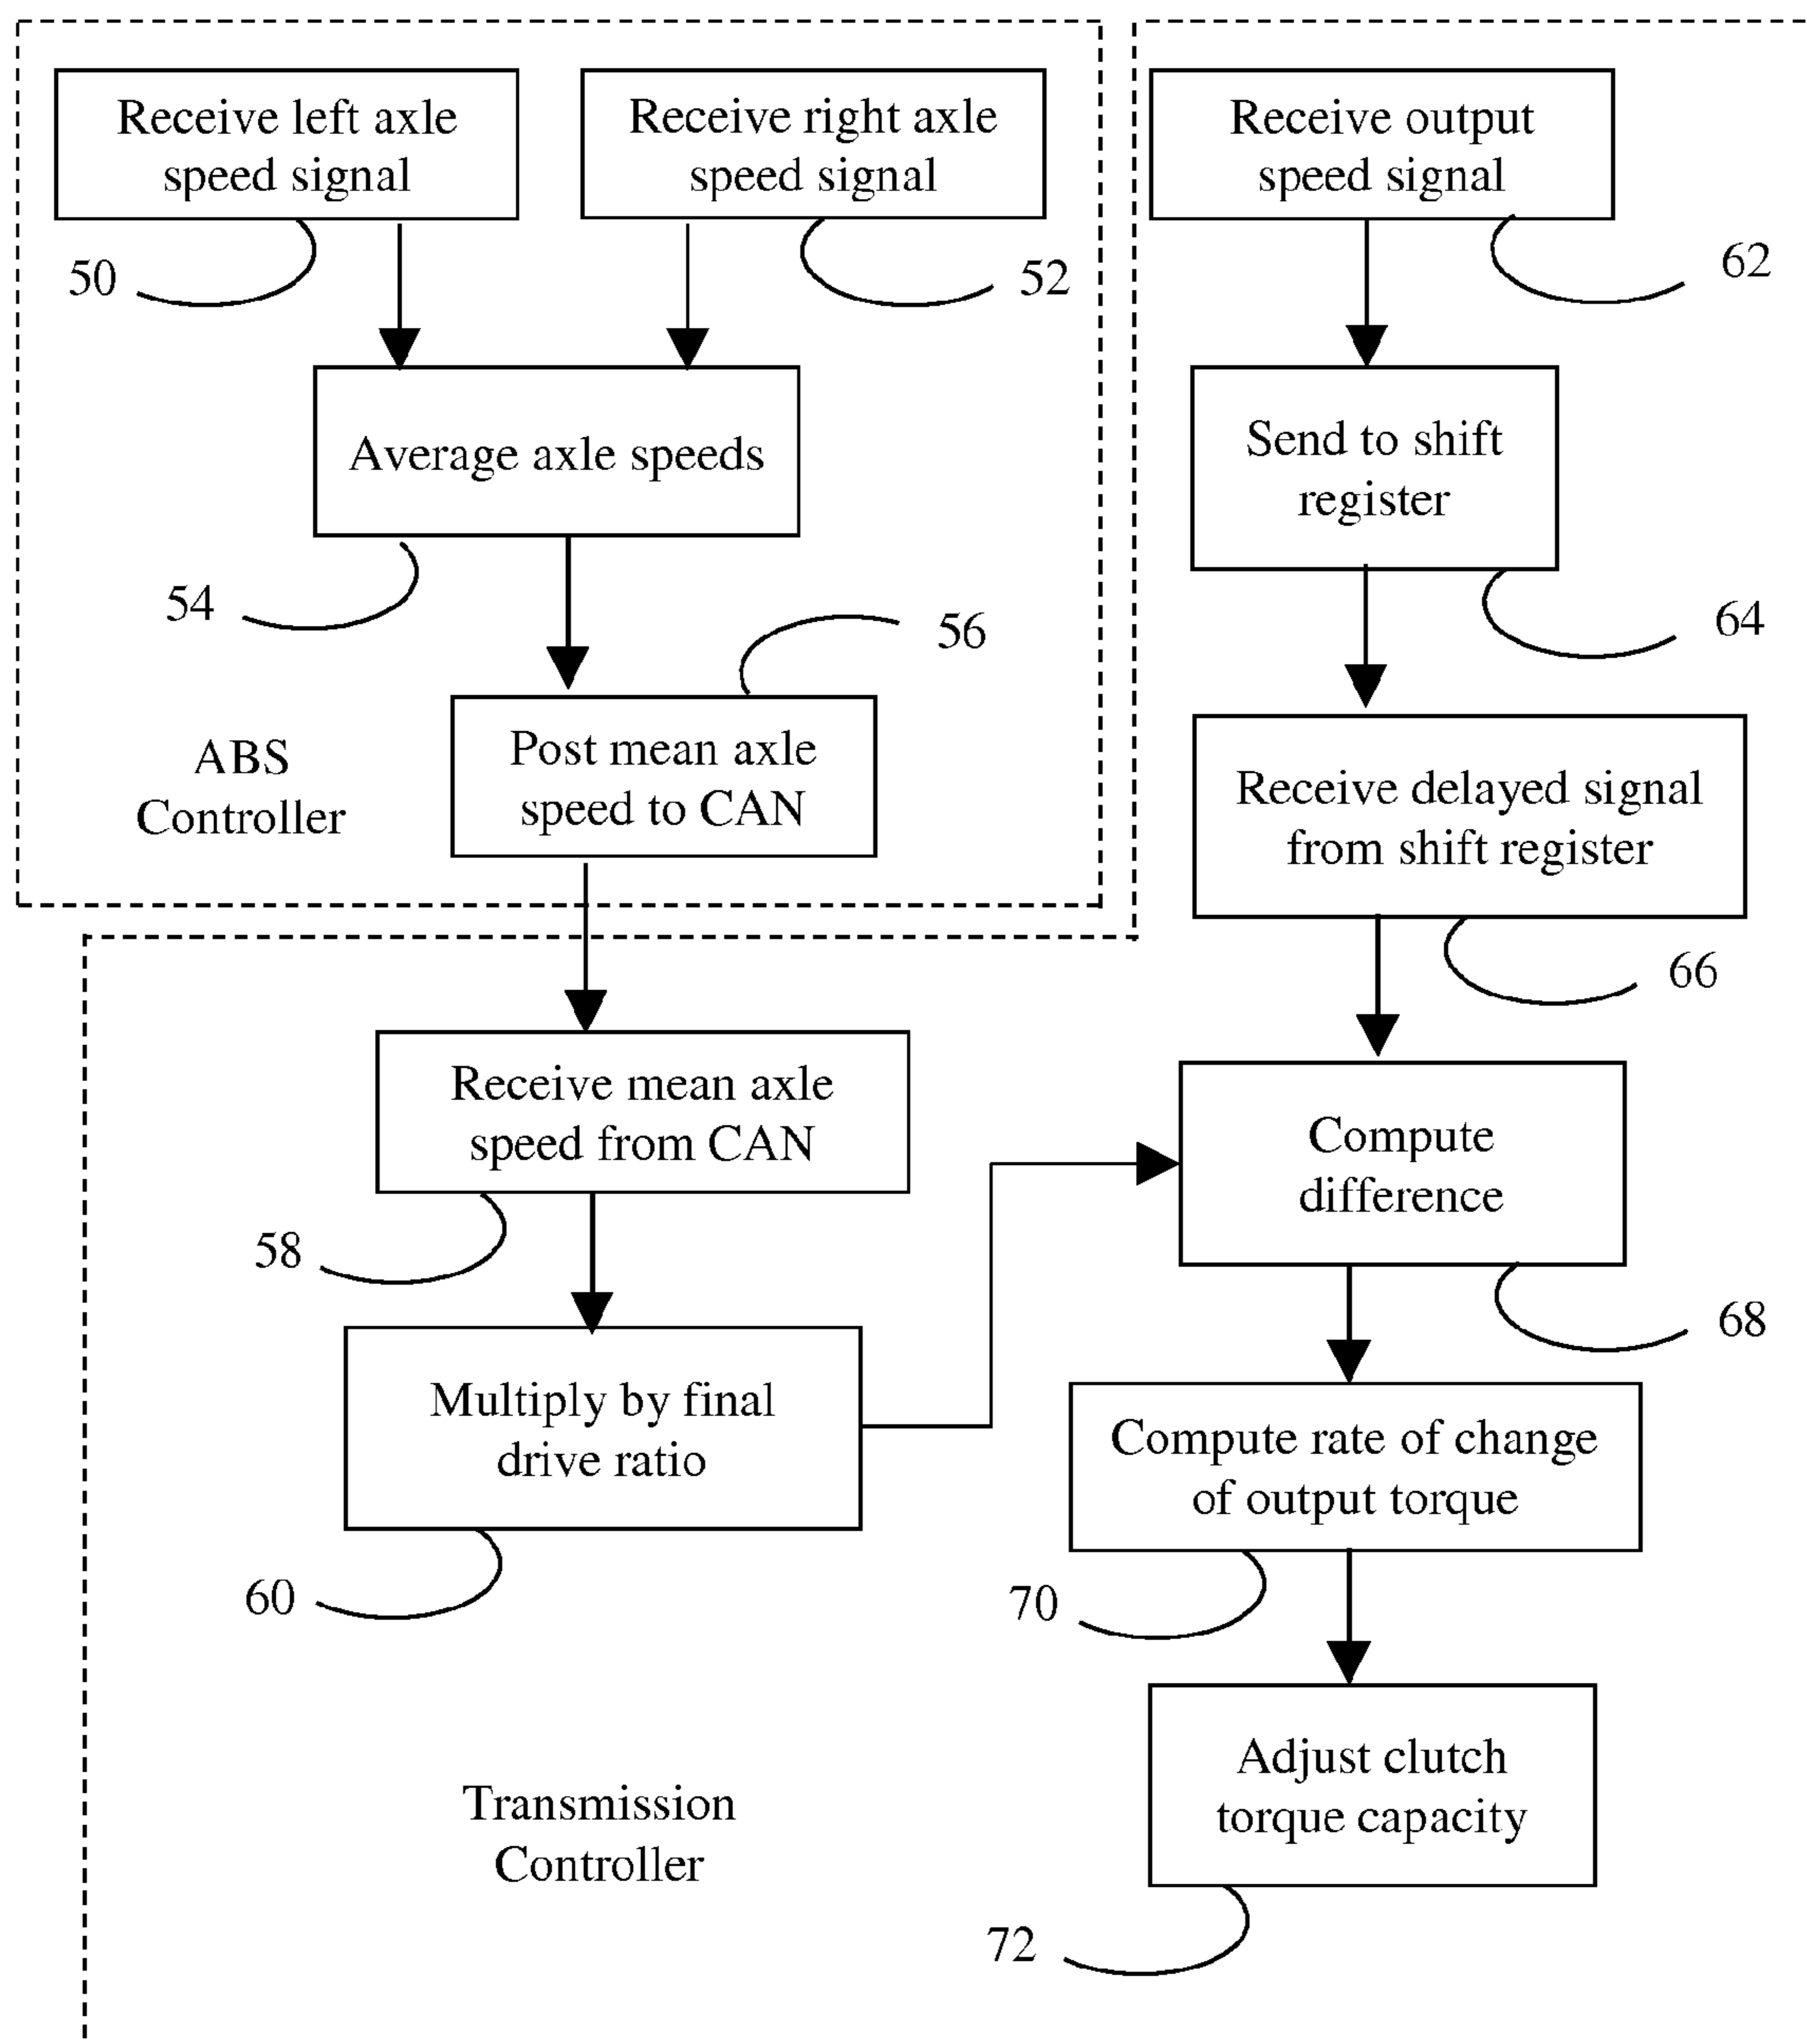 Receive left axle
speed signal
50
Receive right axle
speed signal
52
Average axle speeds
54
Post mean axle
speed to CAN
56
ABS
Controller
Receive mean axle
speed from CAN
58
Multiply by final
drive ratio
60
Receive output
speed signal
62
Send to shift
register
64
Receive delayed signal
from shift register
66
Compute
difference
68
Compute rate of change
of output torque
70
Adjust clutch
torque capacity
72
Transmission
Controller